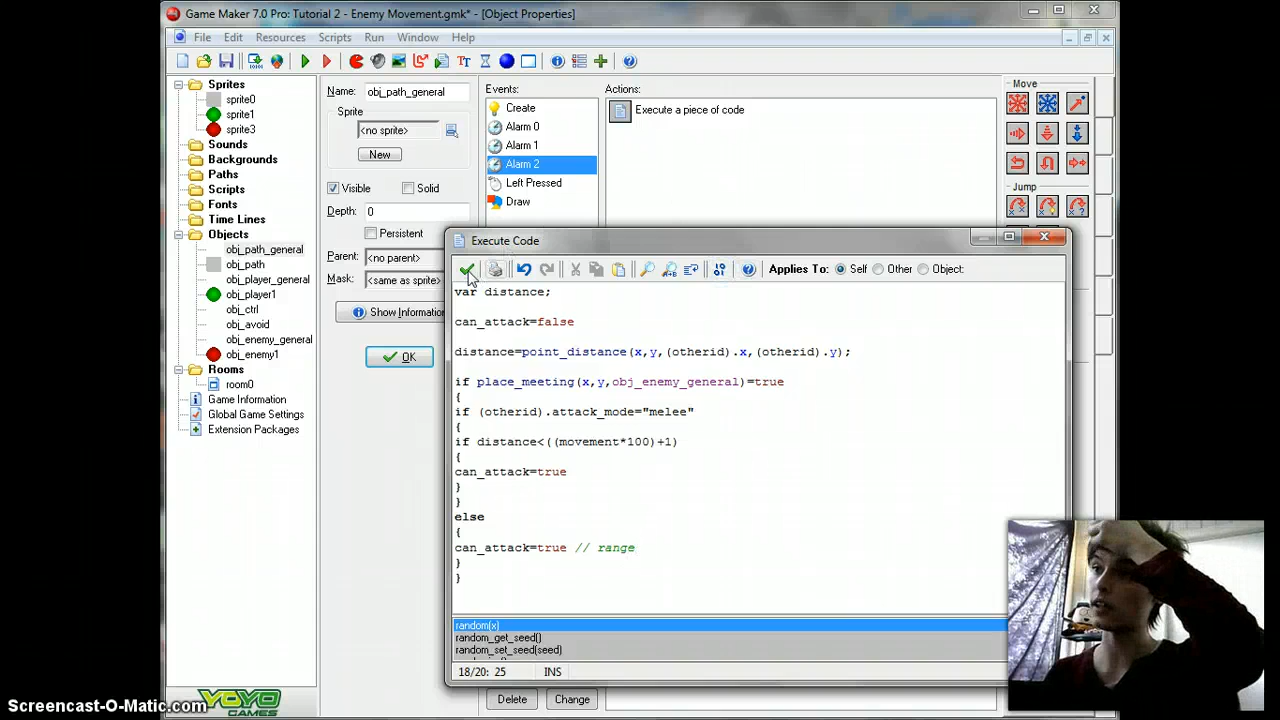 Game Maker 7.0 Pro: Tutorial 2 - Enemy Movement.gmk* - [Object Properties]
File Edit Resources Scripts Run Window Help
Sprites
sprite0
sprite1
sprite3
Sounds
Backgrounds
Paths
Scripts
Fonts
Time Lines
Objects
obj_path_general
obj_path
obj_player_general
obj_player1
obj_ctrl
obj_avoid
obj_enemy_general
obj_enemy1
Rooms
room0
Game Information
Global Game Settings
Extension Packages
YOYO
GAMES
Name: obj_path_general
Sprite
<no sprite>
New
Visible Solid
Depth: 0
Persistent
Parent: <no parent>
Mask: <same as sprite>
Show Information
OK
Events:
Create
Alarm 0
Alarm 1
Alarm 2
Left Pressed
Draw
Delete Change
Actions:
Execute a piece of code
Move
Jump
Execute Code
Applies To: Self Other Object:
var distance;
can_attack=false
distance=point_distance(x,y,(otherid).x,(otherid).y);
if place_meeting(x,y,obj_enemy_general)=true
{
if (otherid).attack_mode="melee"
{
if distance<((movement*100)+1)
{
can_attack=true
}
}
else
{
can_attack=true // range
}
}
random(x)
random_get_seed()
random_set_seed(seed)
18/20: 25 INS
Screencast-O-Matic.com